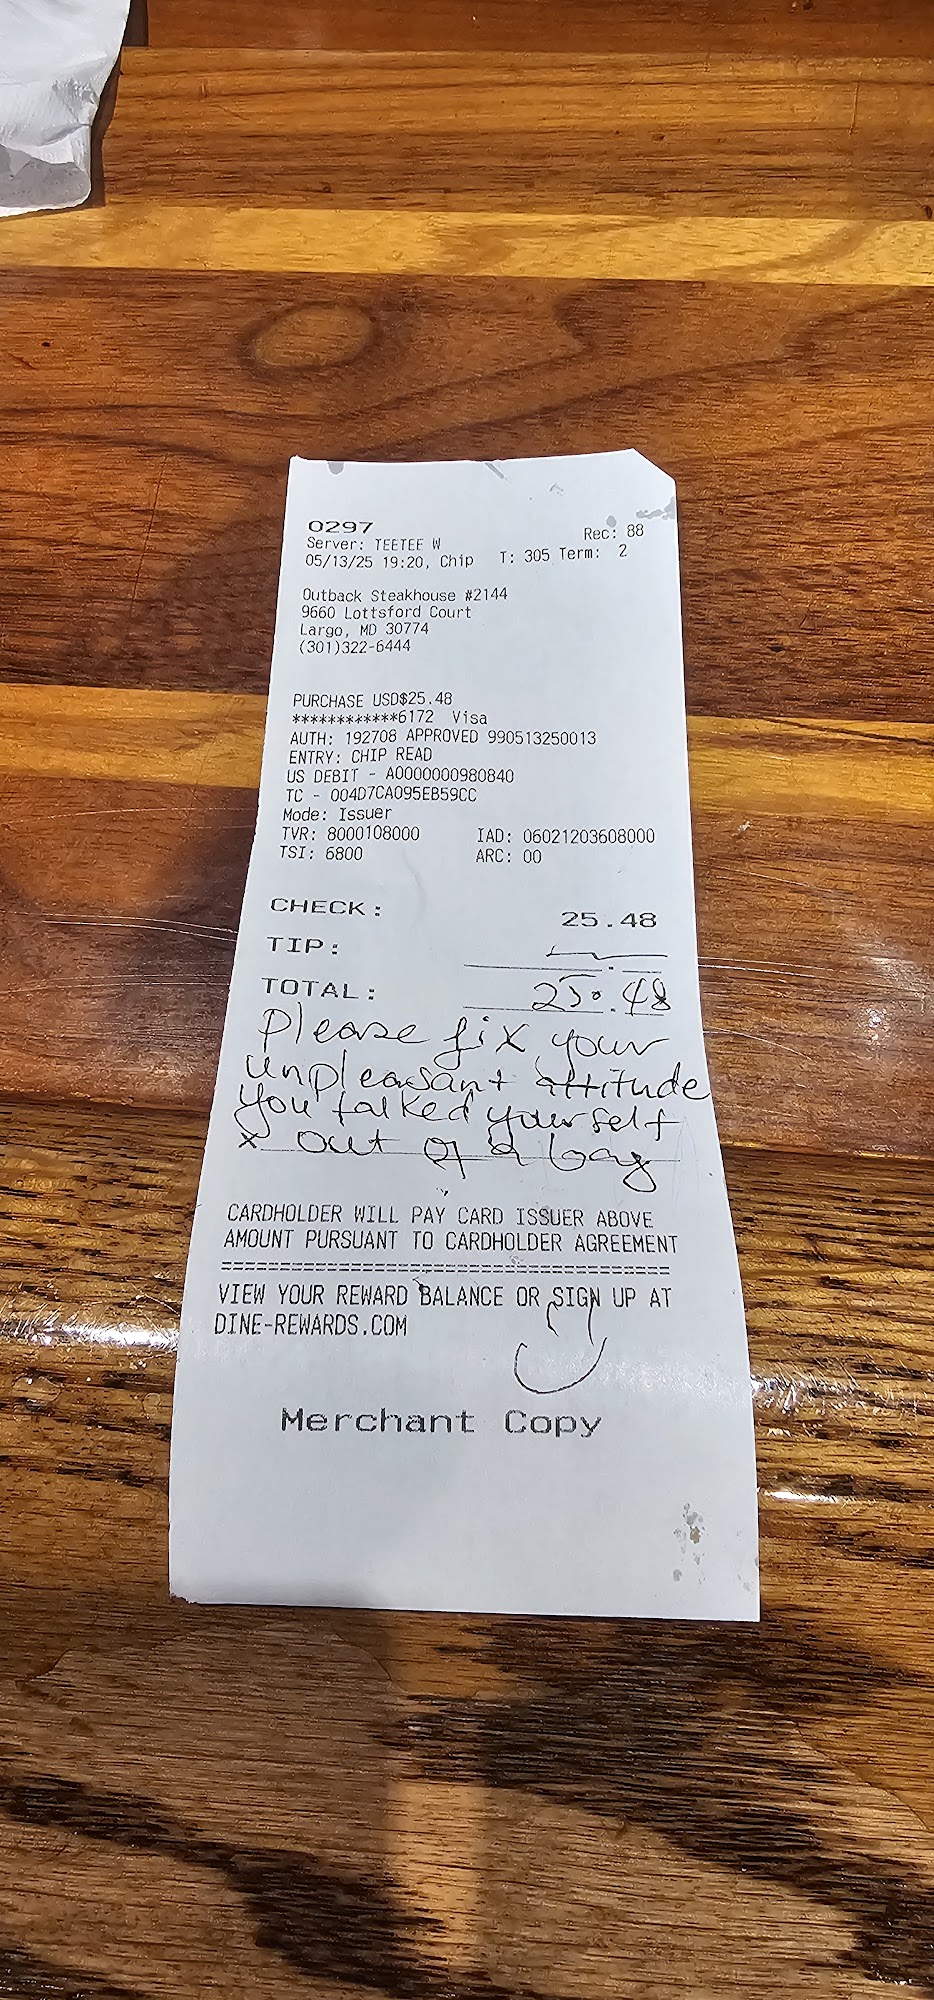 0297
Rec: 88
Server: TEETEE W
05/13/25 19:20, Chip T: 305 Term: 2
Outback Steakhouse #2144
9660 Lottsford Court
Largo, MD 30774
(301)322-6444
PURCHASE USD$25.48
************6172 Visa
AUTH: 192708 APPROVED 990513250013
ENTRY: CHIP READ
US DEBIT - A0000000980840
TC - 004D7CA095EB59CC
Mode: Issuer
TVR: 8000108000 IAD: 06021203608000
TSI: 6800 ARC: 00
CHECK: 25.48
TIP:
TOTAL: 25.48
Please fix your
unpleasant attitude
you talked yourself
x out of a bag
CARDHOLDER WILL PAY CARD ISSUER ABOVE
AMOUNT PURSUANT TO CARDHOLDER AGREEMENT
========================================
VIEW YOUR REWARD BALANCE OR SIGN UP AT
DINE-REWARDS.COM
Merchant Copy